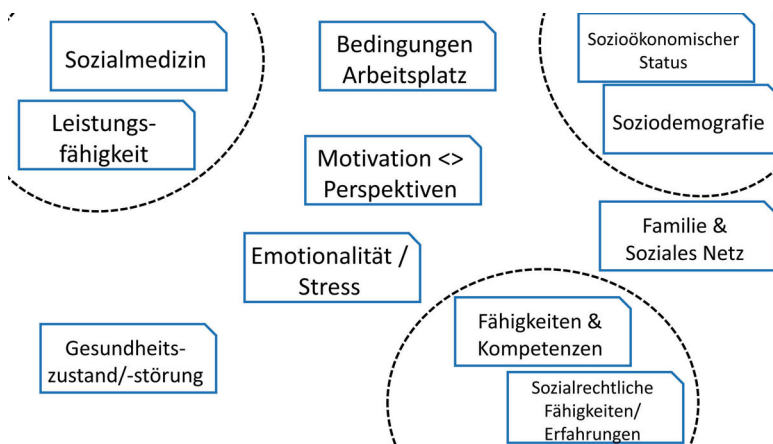 Sozialmedizin
Leistungs-
fähigkeit
Bedingungen
Arbeitsplatz
Sozioökonomischer
Status
Soziodemografie
Motivation <>
Perspektiven
Familie &
Soziales Netz
Emotionalität /
Stress
Fähigkeiten &
Kompetenzen
Gesundheits-
zustand/-störung
Sozialrechtliche
Fähigkeiten/
Erfahrungen